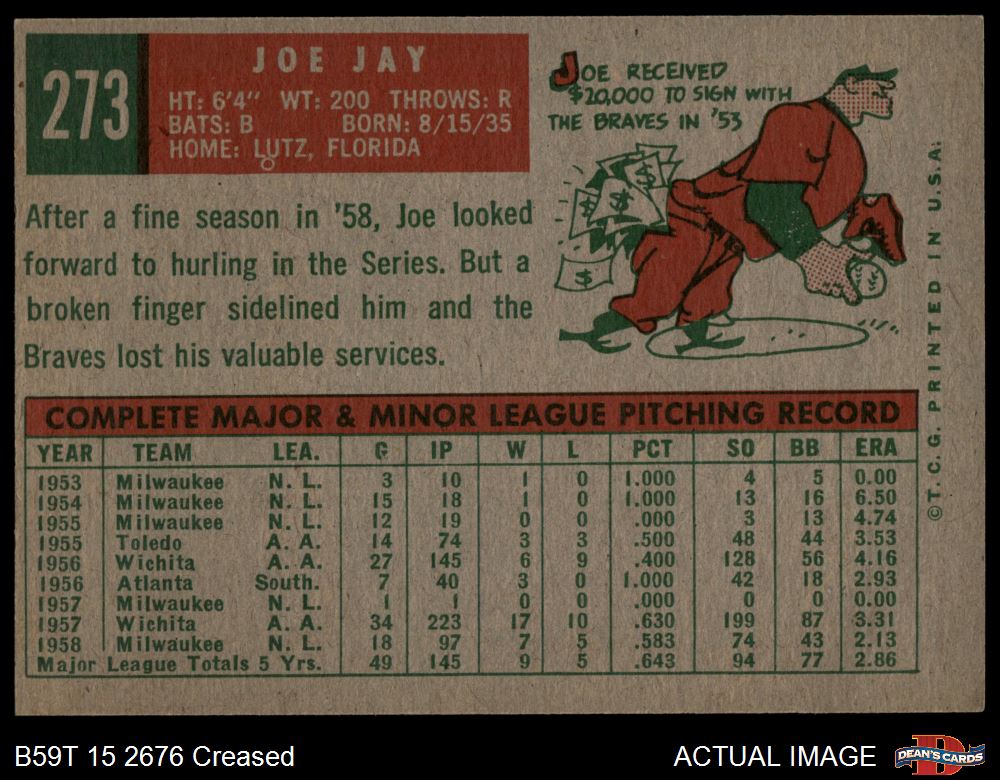 273
JOE JAY
HT: 6'4" WT: 200 THROWS: R
BATS: B BORN: 8/15/35
HOME: LUTZ, FLORIDA
JOE RECEIVED
$20,000 TO SIGN WITH
THE BRAVES IN '53
After a fine season in '58, Joe looked
forward to hurling in the Series. But a
broken finger sidelined him and the
Braves lost his valuable services.
COMPLETE MAJOR & MINOR LEAGUE PITCHING RECORD
YEAR TEAM LEA. G IP W L PCT SO BB ERA
1953 Milwaukee N. L. 3 10 1 0 1.000 4 5 0.00
1954 Milwaukee N. L. 15 18 1 0 1.000 13 16 6.50
1955 Milwaukee N. L. 12 19 0 0 .000 3 13 4.74
1955 Toledo A. A. 14 74 3 3 .500 48 44 3.53
1956 Wichita A. A. 27 145 6 9 .400 128 56 4.16
1956 Atlanta South. 7 40 3 0 1.000 42 18 2.93
1957 Milwaukee N. L. 1 1 0 0 .000 0 0 0.00
1957 Wichita A. A. 34 223 17 10 .630 199 87 3.31
1958 Milwaukee N. L. 18 97 7 5 .583 74 43 2.13
Major League Totals 5 Yrs. 49 145 9 5 .643 94 77 2.86
©T. C. G. PRINTED IN U.S.A.
B59T 15 2676 Creased
ACTUAL IMAGE
DEAN'S CARDS